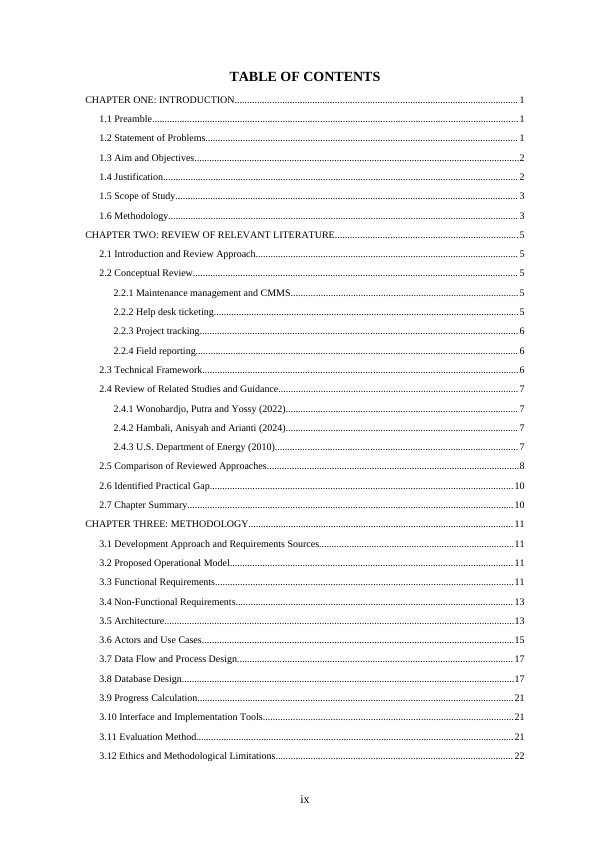 TABLE OF CONTENTS
CHAPTER ONE: INTRODUCTION 1
1.1 Preamble 1
1.2 Statement of Problems 1
1.3 Aim and Objectives 2
1.4 Justification 2
1.5 Scope of Study 3
1.6 Methodology 3
CHAPTER TWO: REVIEW OF RELEVANT LITERATURE 5
2.1 Introduction and Review Approach 5
2.2 Conceptual Review 5
2.2.1 Maintenance management and CMMS 5
2.2.2 Help desk ticketing 5
2.2.3 Project tracking 6
2.2.4 Field reporting 6
2.3 Technical Framework 6
2.4 Review of Related Studies and Guidance 7
2.4.1 Wonohardjo, Putra and Yossy (2022) 7
2.4.2 Hambali, Anisyah and Arianti (2024) 7
2.4.3 U.S. Department of Energy (2010) 7
2.5 Comparison of Reviewed Approaches 8
2.6 Identified Practical Gap 10
2.7 Chapter Summary 10
CHAPTER THREE: METHODOLOGY 11
3.1 Development Approach and Requirements Sources 11
3.2 Proposed Operational Model 11
3.3 Functional Requirements 11
3.4 Non-Functional Requirements 13
3.5 Architecture 13
3.6 Actors and Use Cases 15
3.7 Data Flow and Process Design 17
3.8 Database Design 17
3.9 Progress Calculation 21
3.10 Interface and Implementation Tools 21
3.11 Evaluation Method 21
3.12 Ethics and Methodological Limitations 22
ix